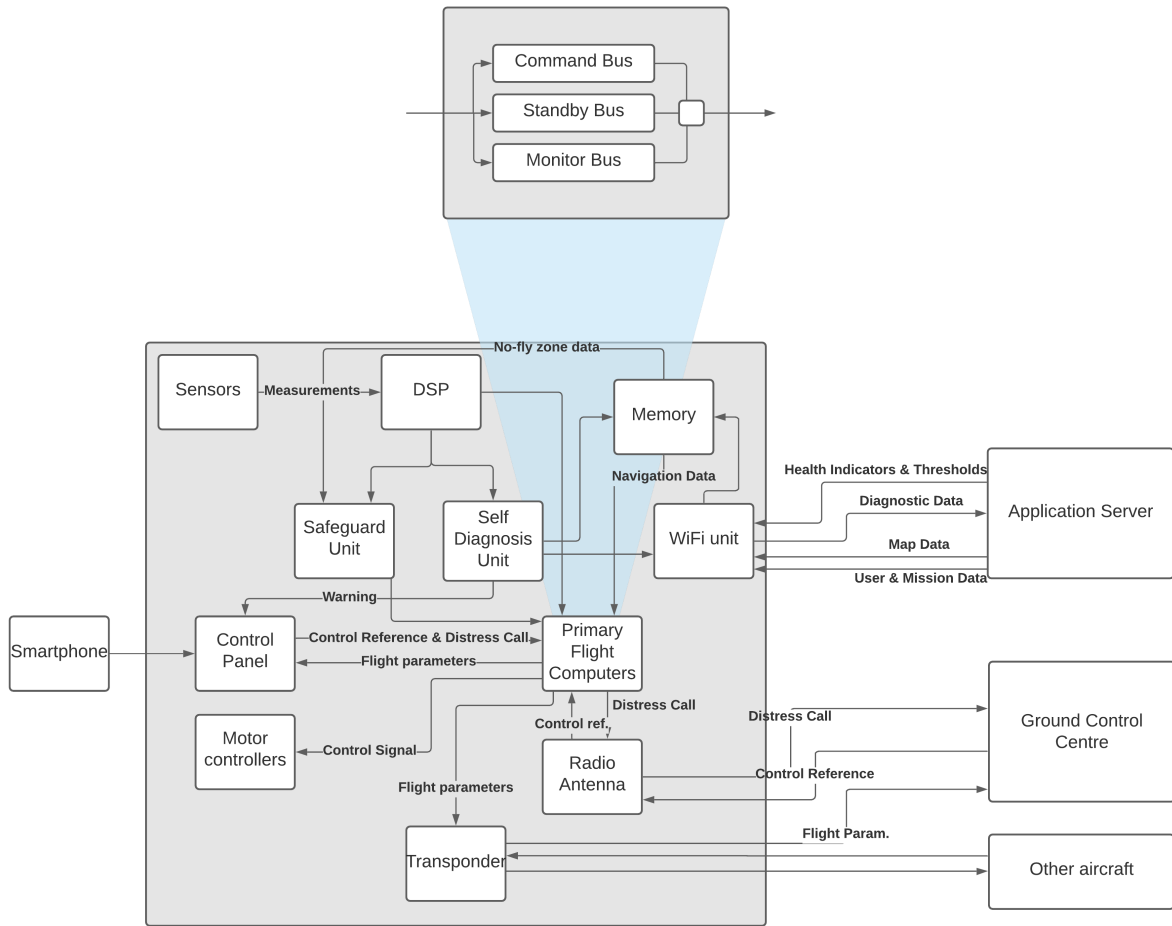 Command Bus
Standby Bus
Monitor Bus
No-fly zone data
Sensors
Measurements
DSP
Memory
Navigation Data
Health Indicators & Thresholds
Diagnostic Data
Application Server
Map Data
User & Mission Data
Safeguard
Unit
Self
Diagnosis
Unit
WiFi unit
Warning
Smartphone
Control
Panel
Control Reference & Distress Call
Flight parameters
Primary
Flight
Computers
Distress Call
Control ref.
Distress Call
Ground Control
Centre
Motor
controllers
Control Signal
Radio
Antenna
Control Reference
Flight parameters
Flight Param.
Transponder
Other aircraft